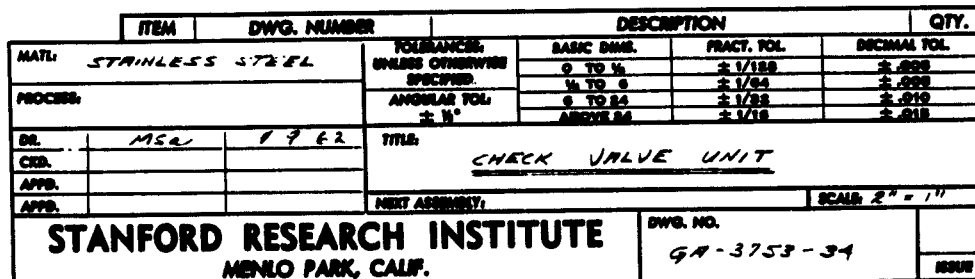 ITEM DWG. NUMBER DESCRIPTION QTY.
MATL: STAINLESS STEEL
TOLERANCES: UNLESS OTHERWISE SPECIFIED.
ANGULAR TOL: ± ½°
BASIC DIMS. FRACT. TOL. DECIMAL TOL.
0 TO ½ ± 1/128
½ TO 6 ± 1/64
6 TO 24 ± 1/32 ± .010
ABOVE 24 ± 1/16 ± .015
PROCESS:
DR. 1962
CKD.
APPD.
APPD.
TITLE:
CHECK VALVE UNIT
NEXT ASSEMBLY: SCALE: 2" = 1"
STANFORD RESEARCH INSTITUTE
MENLO PARK, CALIF.
DWG. NO.
GA-3753-34
ISSUE